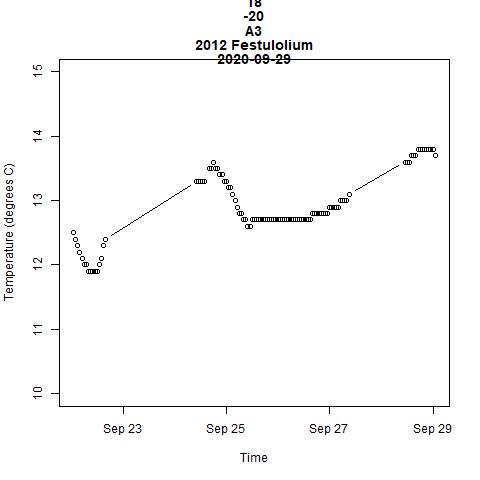 18
-20
A3
2012 Festulolium
2020-09-29
15
14
13
12
11
10
Temperature (degrees C)
Sep 23
Sep 25
Sep 27
Sep 29
Time